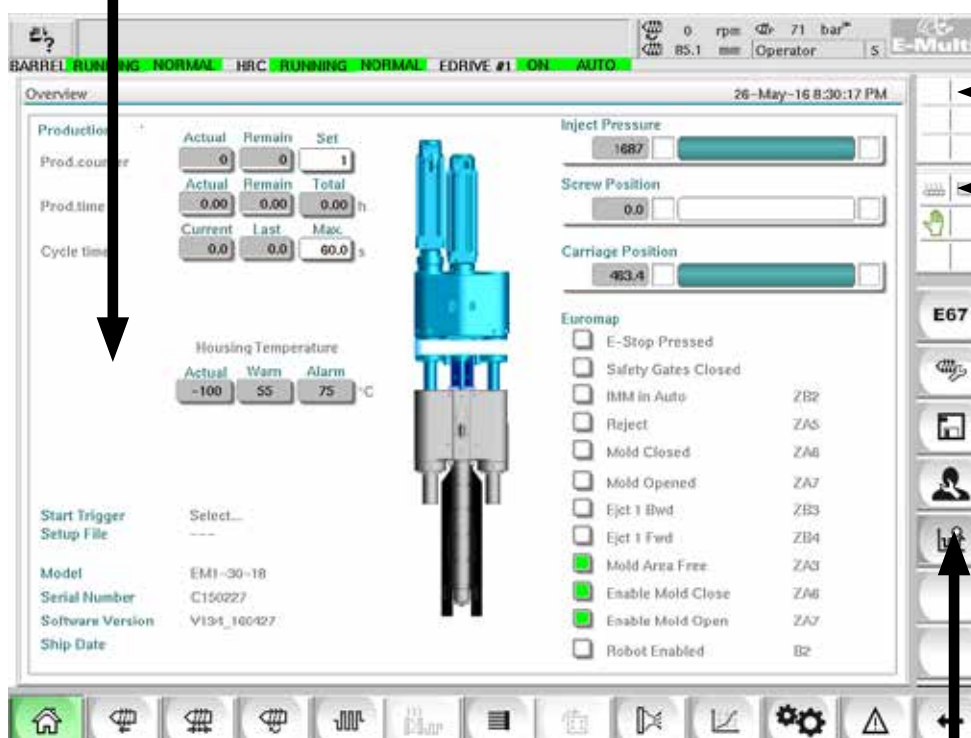 0 rpm 71 bar
85.1 mm Operator S E-Multi
BARREL RUNNING NORMAL HRC RUNNING NORMAL EDRIVE #1 ON AUTO
Overview 26-May-16 8:30:17 PM
Production
Actual Remain Set
Prod.counter 0 0 1
Actual Remain Total
Prod.time 0.00 0.00 0.00 h
Current Last Max.
Cycle time 0.0 0.0 60.0 s
Housing Temperature
Actual Warn Alarm
-100 55 75 °C
Start Trigger Select...
Setup File ---
Model EM1-30-18
Serial Number C150227
Software Version V134_160427
Ship Date
Inject Pressure
1687
Screw Position
0.0
Carriage Position
463.4
Euromap
E-Stop Pressed
Safety Gates Closed
IMM in Auto ZB2
Reject ZA5
Mold Closed ZA6
Mold Opened ZA7
Ejct 1 Bwd ZB3
Ejct 1 Fwd ZB4
Mold Area Free ZA3
Enable Mold Close ZA6
Enable Mold Open ZA7
Robot Enabled B2
E67